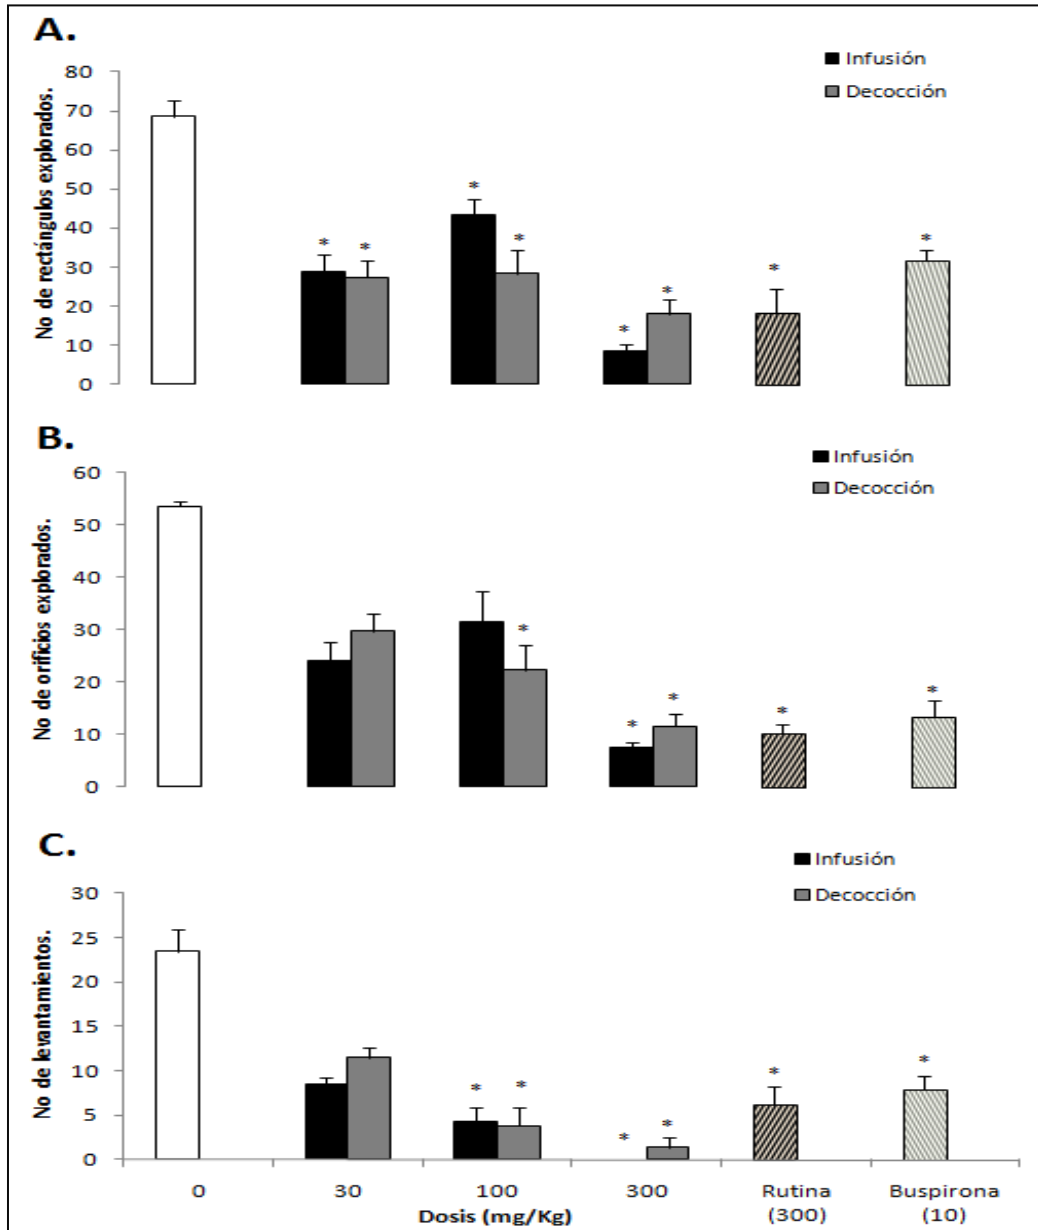 A.
Infusión
Decocción
No de rectángulos explorados.
80
70
60
50
40
30
20
10
0
* * * * * * * *
B.
Infusión
Decocción
No de orificios explorados.
60
50
40
30
20
10
0
* * * * *
C.
Infusión
Decocción
No de levantamientos.
30
25
20
15
10
5
0
* * * * * *
0 30 100 300 Rutina Buspirona
(300) (10)
Dosis (mg/Kg)